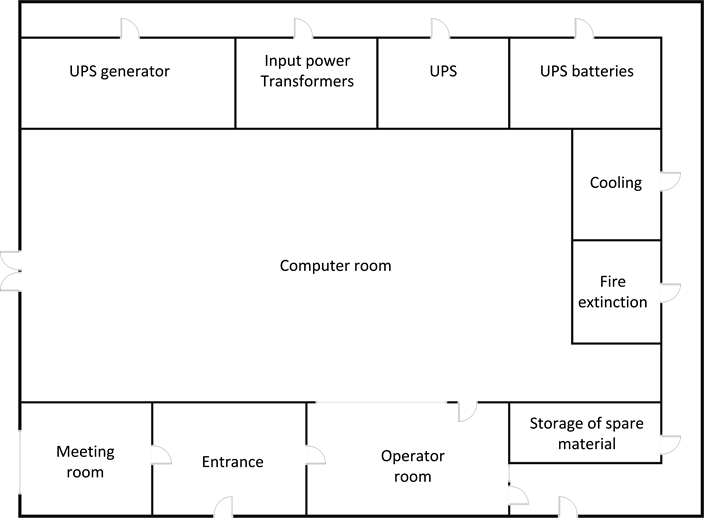 UPS generator
Input power
Transformers
UPS
UPS batteries
Cooling
Computer room
Fire
extinction
Meeting
room
Entrance
Operator
room
Storage of spare
material